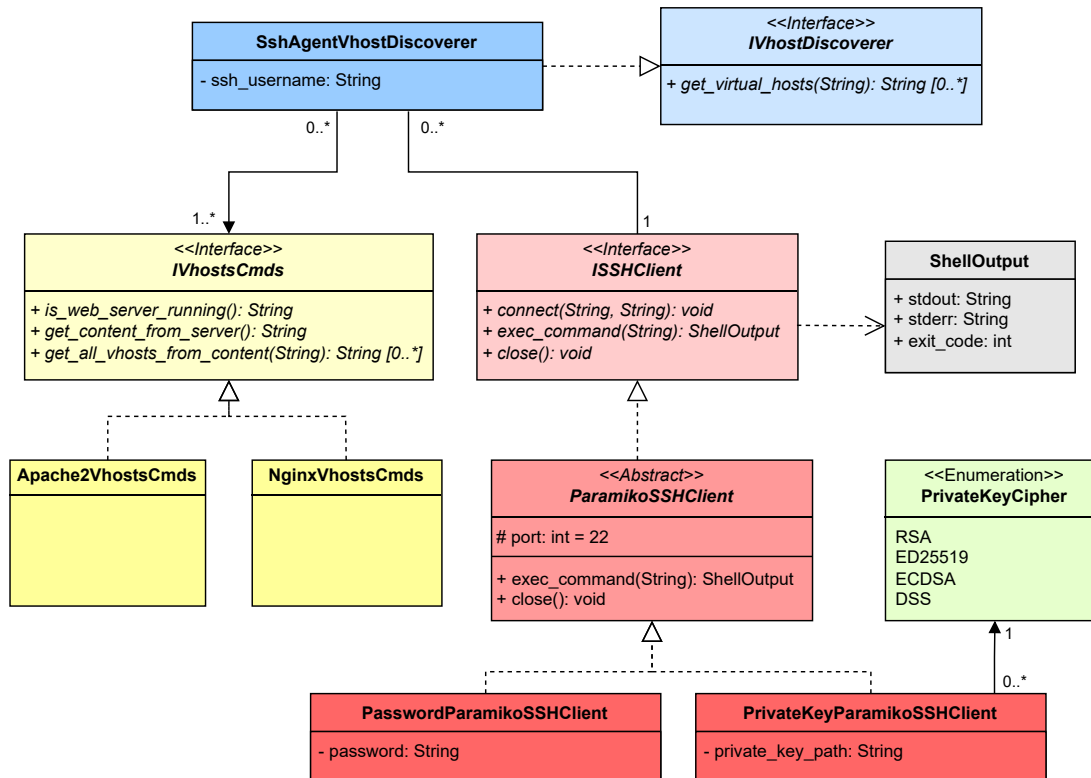 SshAgentVhostDiscoverer
- ssh_username: String
<<Interface>>
IVhostDiscoverer
+ get_virtual_hosts(String): String [0..*]
0..*
0..*
1..*
1
<<Interface>>
IVhostsCmds
+ is_web_server_running(): String
+ get_content_from_server(): String
+ get_all_vhosts_from_content(String): String [0..*]
<<Interface>>
ISSHClient
+ connect(String, String): void
+ exec_command(String): ShellOutput
+ close(): void
ShellOutput
+ stdout: String
+ stderr: String
+ exit_code: int
Apache2VhostsCmds
NginxVhostsCmds
<<Abstract>>
ParamikoSSHClient
# port: int = 22
+ exec_command(String): ShellOutput
+ close(): void
<<Enumeration>>
PrivateKeyCipher
RSA
ED25519
ECDSA
DSS
1
0..*
PasswordParamikoSSHClient
- password: String
PrivateKeyParamikoSSHClient
- private_key_path: String